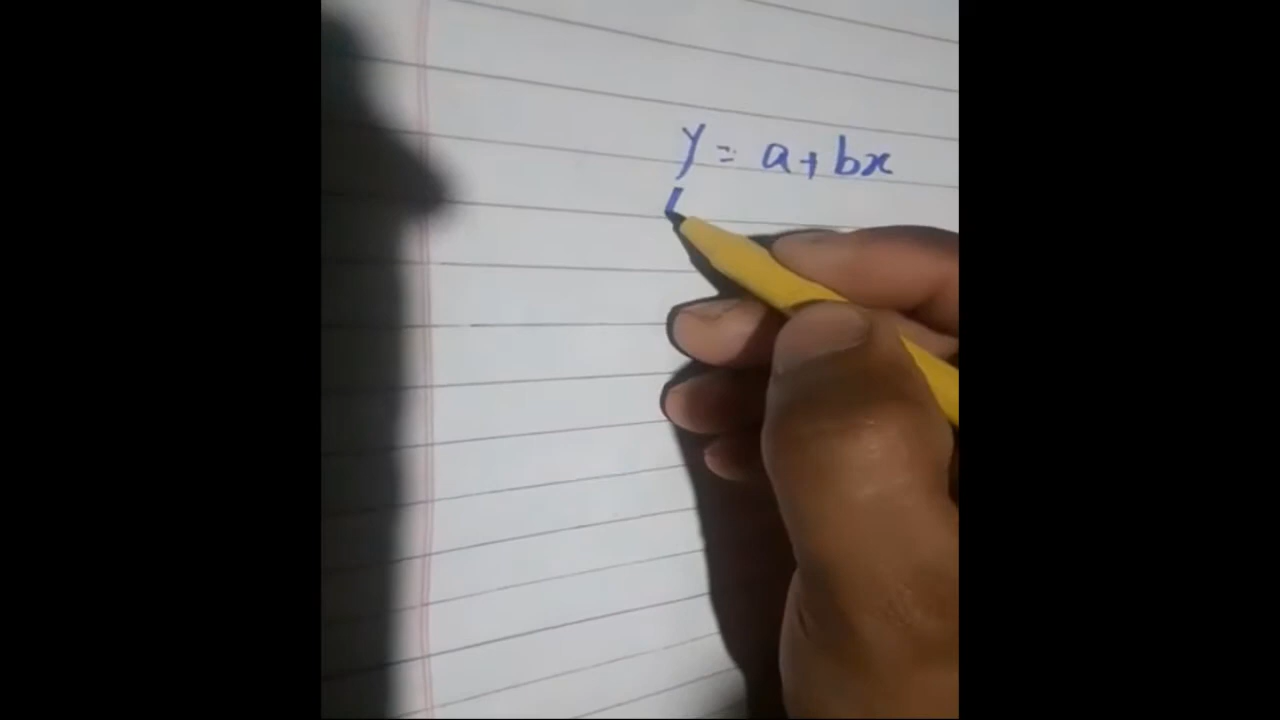 y = a + bx